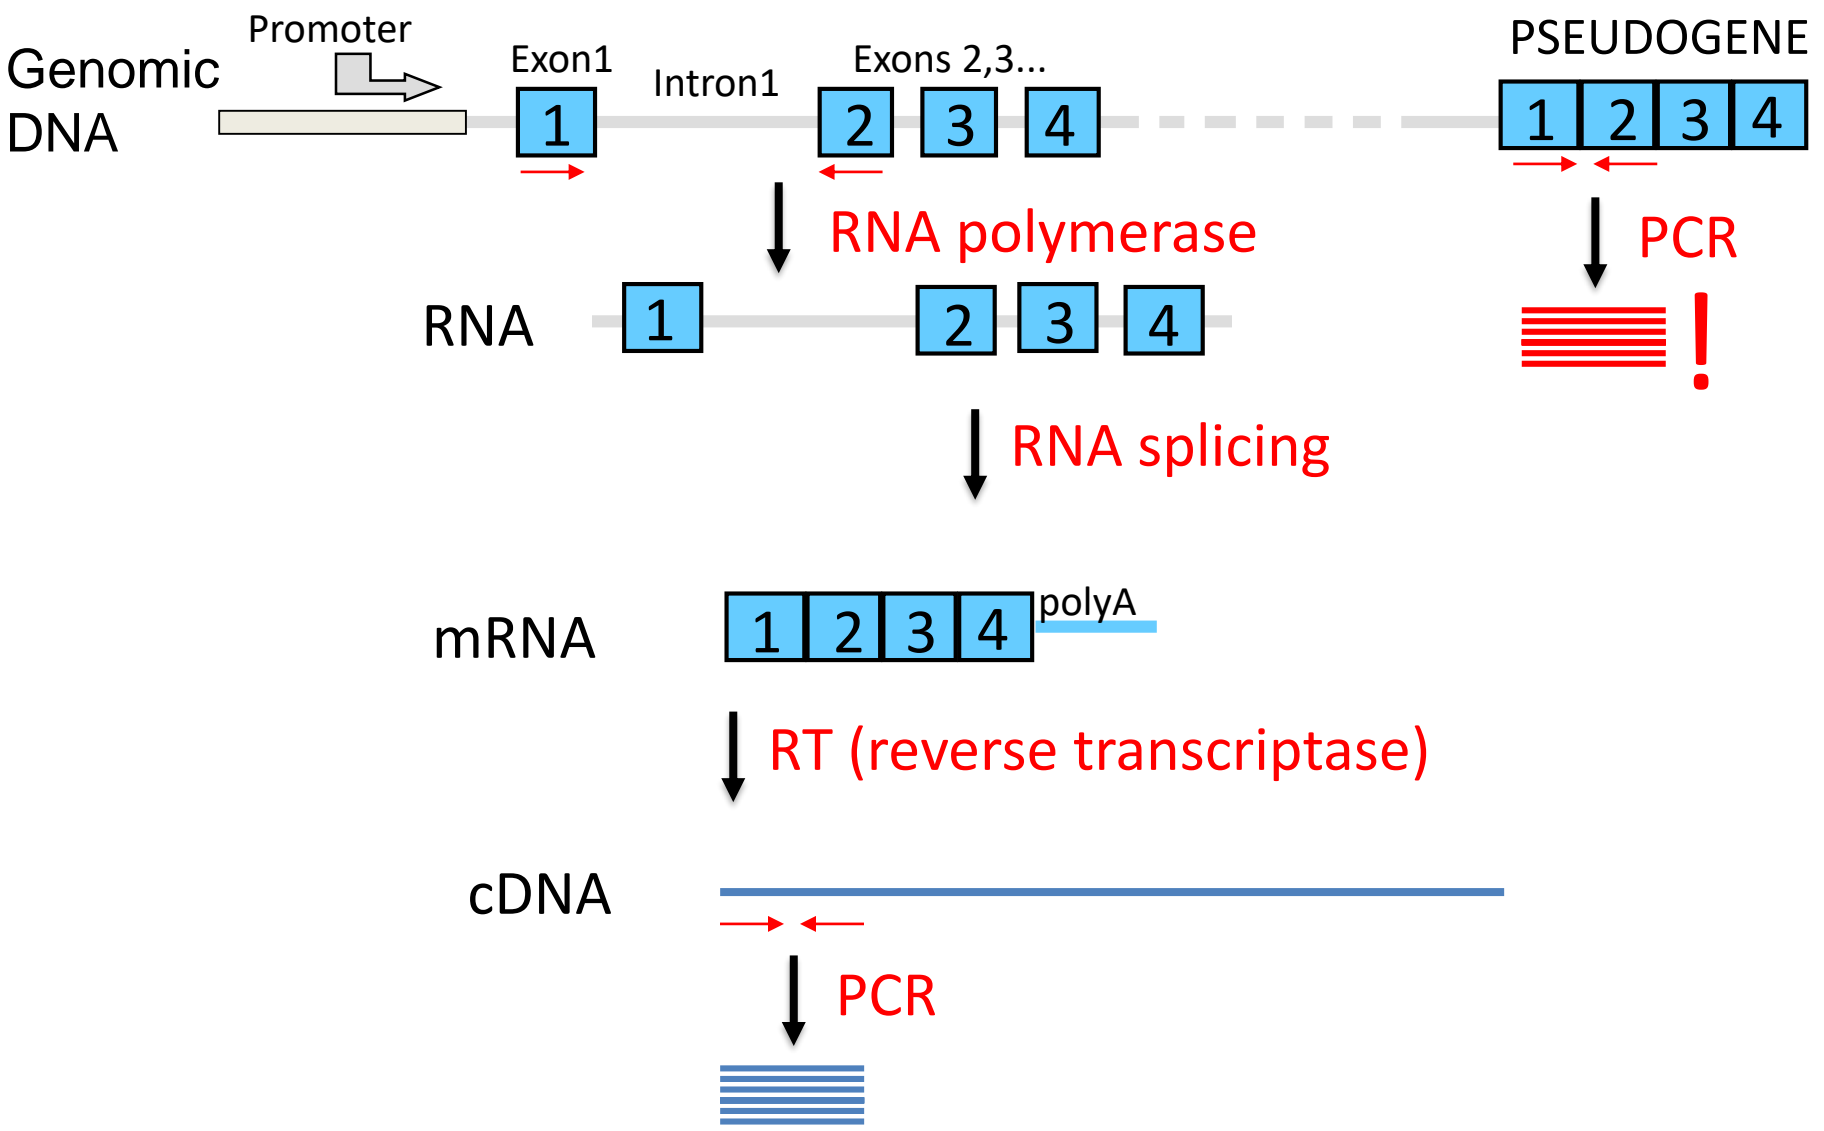 Promoter
PSEUDOGENE
Genomic
DNA
Exon1
Intron1
Exons 2,3...
1
2
3
4
1
2
3
4
RNA polymerase
PCR
RNA
1
2
3
4
!
RNA splicing
mRNA
1
2
3
4
polyA
RT (reverse transcriptase)
cDNA
PCR